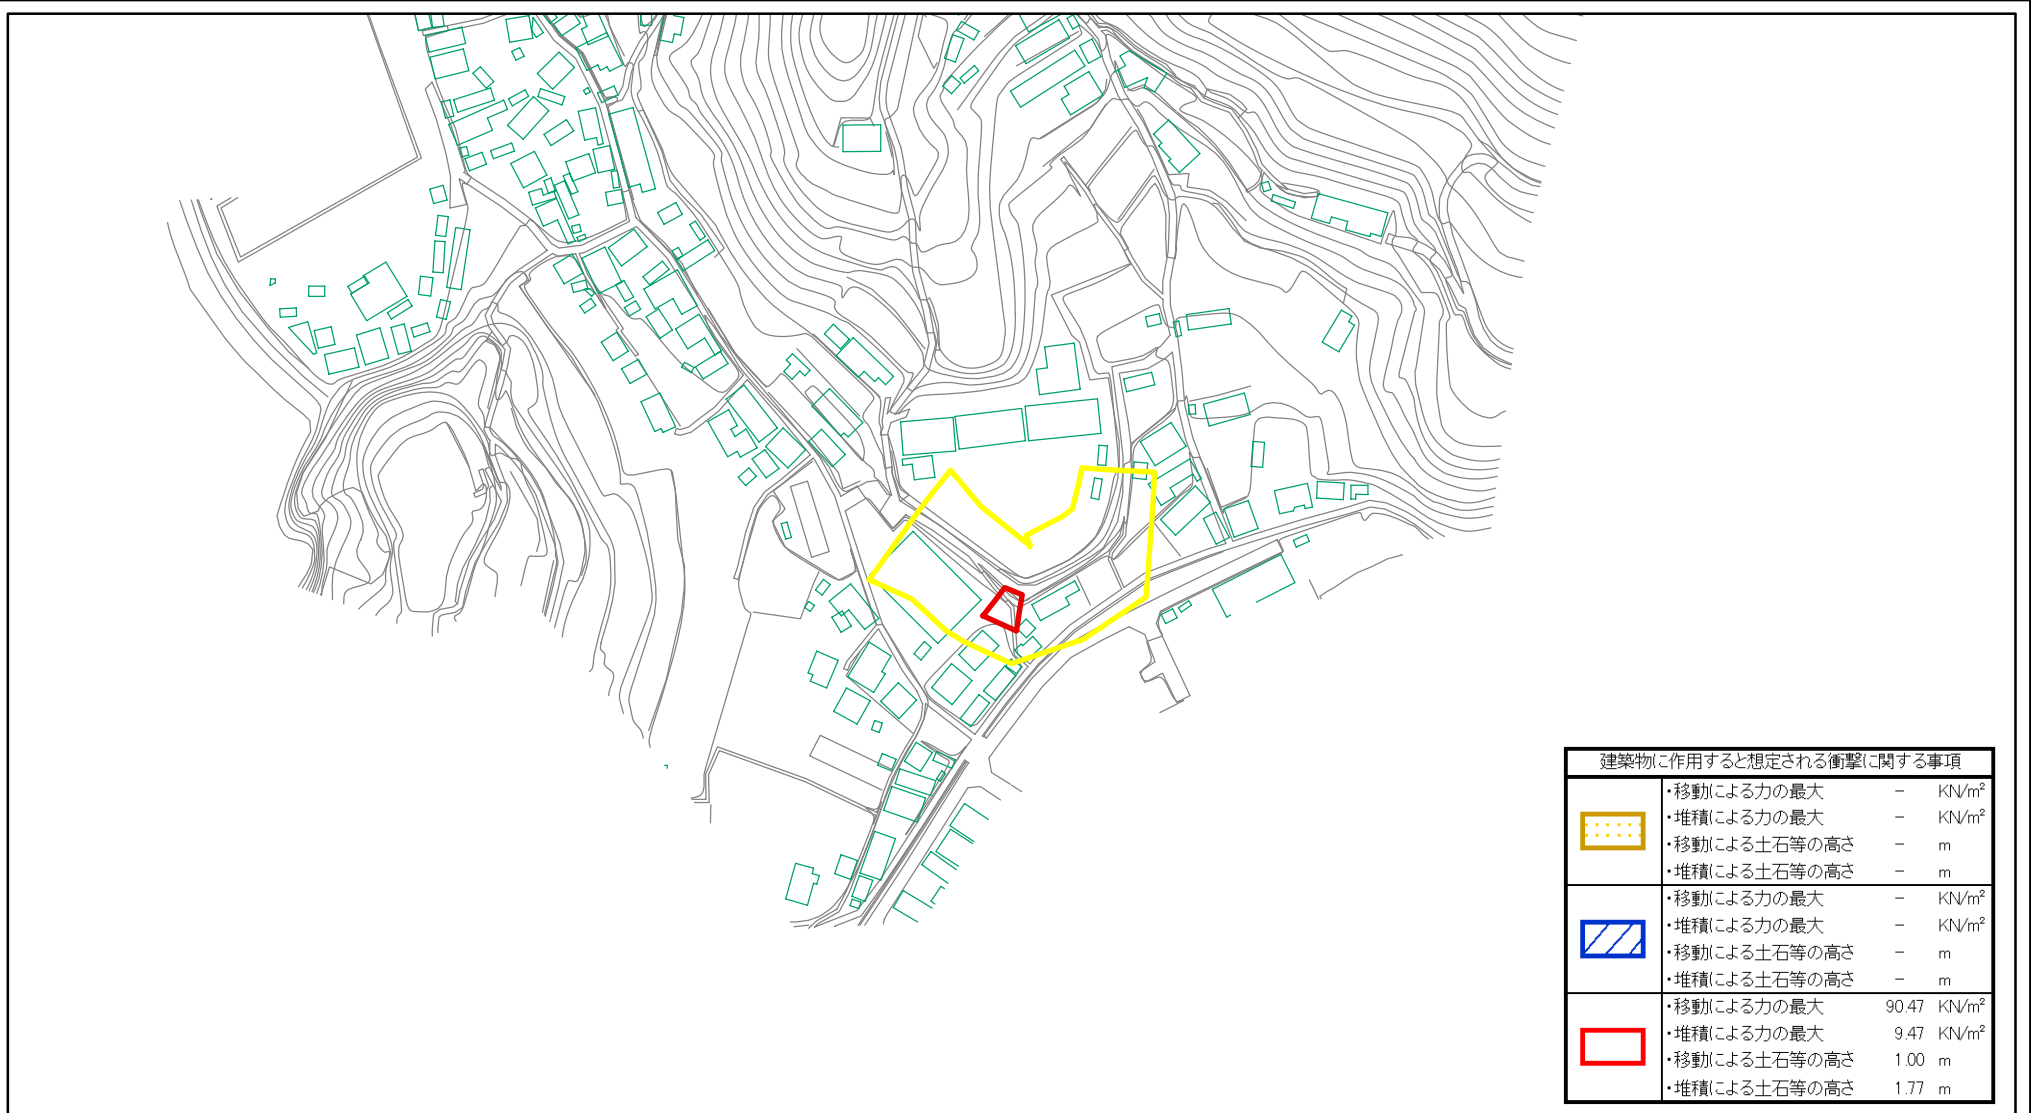 建築物に作用すると想定される衝撃に関する事項
・移動による力の最大 － KN/m²
・堆積による力の最大 － KN/m²
・移動による土石等の高さ － m
・堆積による土石等の高さ － m
・移動による力の最大 － KN/m²
・堆積による力の最大 － KN/m²
・移動による土石等の高さ － m
・堆積による土石等の高さ － m
・移動による力の最大 90.47 KN/m²
・堆積による力の最大 9.47 KN/m²
・移動による土石等の高さ 1.00 m
・堆積による土石等の高さ 1.77 m